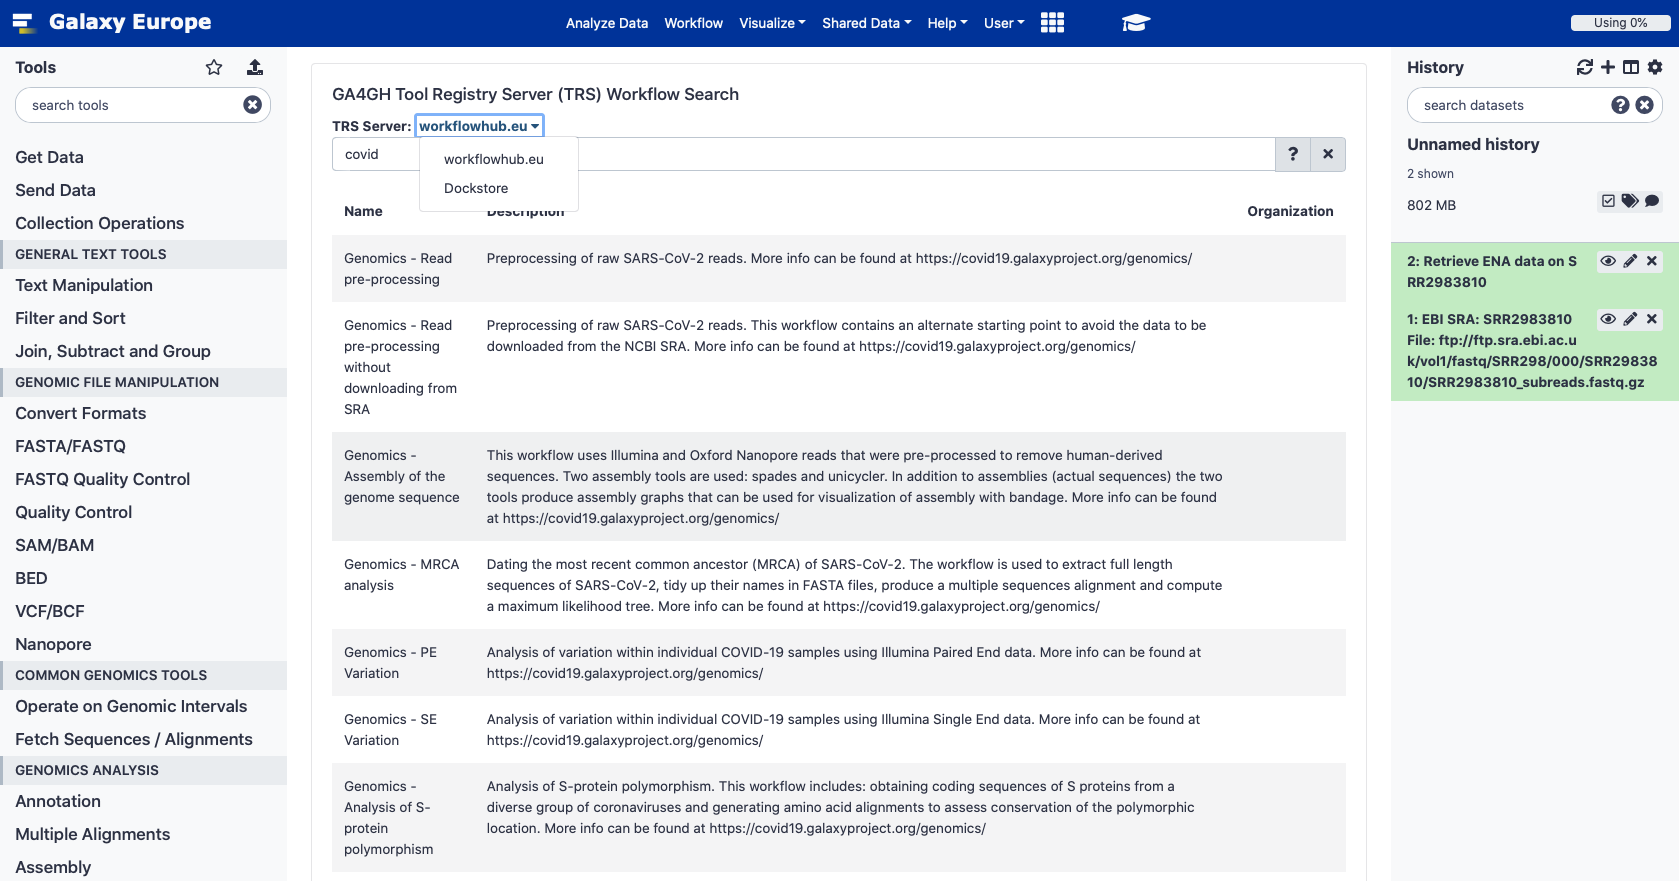 Galaxy Europe
Analyze Data Workflow Visualize Shared Data Help User
Using 0%
Tools
search tools
Get Data
Send Data
Collection Operations
GENERAL TEXT TOOLS
Text Manipulation
Filter and Sort
Join, Subtract and Group
GENOMIC FILE MANIPULATION
Convert Formats
FASTA/FASTQ
FASTQ Quality Control
Quality Control
SAM/BAM
BED
VCF/BCF
Nanopore
COMMON GENOMICS TOOLS
Operate on Genomic Intervals
Fetch Sequences / Alignments
GENOMICS ANALYSIS
Annotation
Multiple Alignments
Assembly
GA4GH Tool Registry Server (TRS) Workflow Search
TRS Server: workflowhub.eu
covid
?
workflowhub.eu
Dockstore
Name Description Organization
Genomics - Read
pre-processing
Preprocessing of raw SARS-CoV-2 reads. More info can be found at https://covid19.galaxyproject.org/genomics/
Genomics - Read
pre-processing
without
downloading from
SRA
Preprocessing of raw SARS-CoV-2 reads. This workflow contains an alternate starting point to avoid the data to be
downloaded from the NCBI SRA. More info can be found at https://covid19.galaxyproject.org/genomics/
Genomics -
Assembly of the
genome sequence
This workflow uses Illumina and Oxford Nanopore reads that were pre-processed to remove human-derived
sequences. Two assembly tools are used: spades and unicycler. In addition to assemblies (actual sequences) the two
tools produce assembly graphs that can be used for visualization of assembly with bandage. More info can be found
at https://covid19.galaxyproject.org/genomics/
Genomics - MRCA
analysis
Dating the most recent common ancestor (MRCA) of SARS-CoV-2. The workflow is used to extract full length
sequences of SARS-CoV-2, tidy up their names in FASTA files, produce a multiple sequences alignment and compute
a maximum likelihood tree. More info can be found at https://covid19.galaxyproject.org/genomics/
Genomics - PE
Variation
Analysis of variation within individual COVID-19 samples using Illumina Paired End data. More info can be found at
https://covid19.galaxyproject.org/genomics/
Genomics - SE
Variation
Analysis of variation within individual COVID-19 samples using Illumina Single End data. More info can be found at
https://covid19.galaxyproject.org/genomics/
Genomics -
Analysis of S-
protein
polymorphism
Analysis of S-protein polymorphism. This workflow includes: obtaining coding sequences of S proteins from a
diverse group of coronaviruses and generating amino acid alignments to assess conservation of the polymorphic
location. More info can be found at https://covid19.galaxyproject.org/genomics/
History
search datasets
Unnamed history
2 shown
802 MB
2: Retrieve ENA data on S
RR2983810
1: EBI SRA: SRR2983810
File: ftp://ftp.sra.ebi.ac.u
k/vol1/fastq/SRR298/000/SRR29838
10/SRR2983810_subreads.fastq.gz